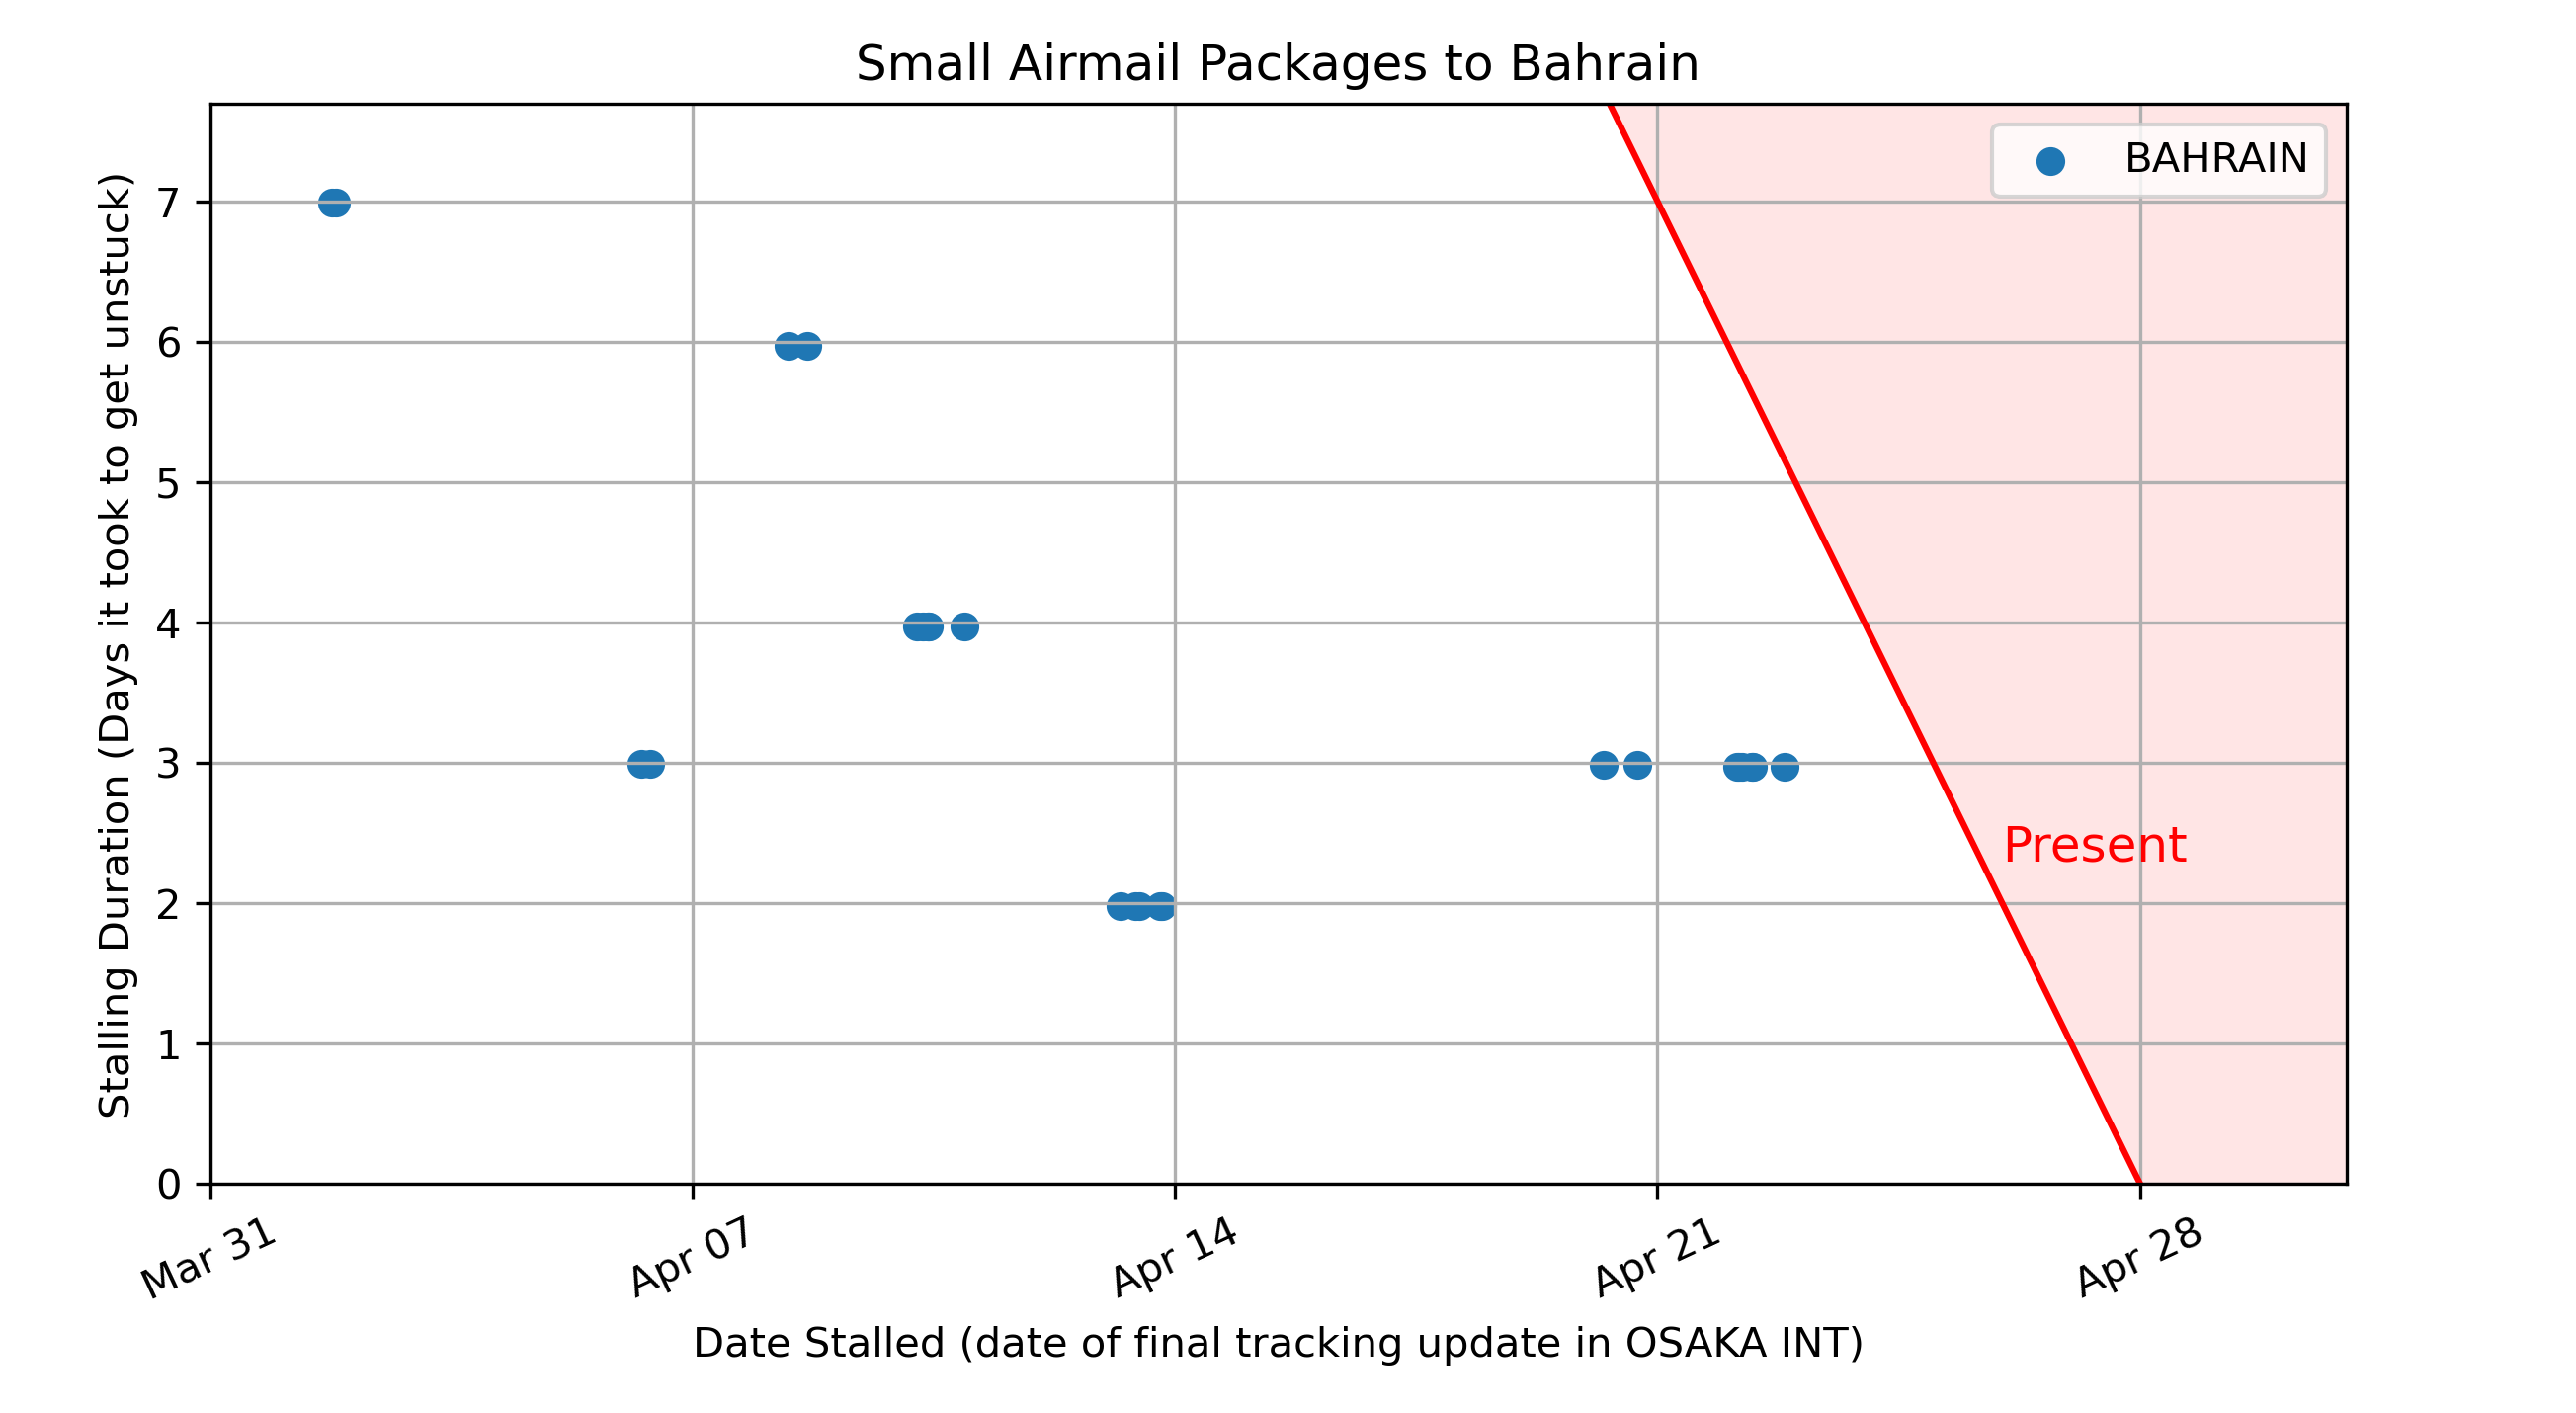 Small Airmail Packages to Bahrain
BAHRAIN
Stalling Duration (Days it took to get unstuck)
7
6
5
4
3
2
1
0
Present
Mar 31
Apr 07
Apr 14
Apr 21
Apr 28
Date Stalled (date of final tracking update in OSAKA INT)